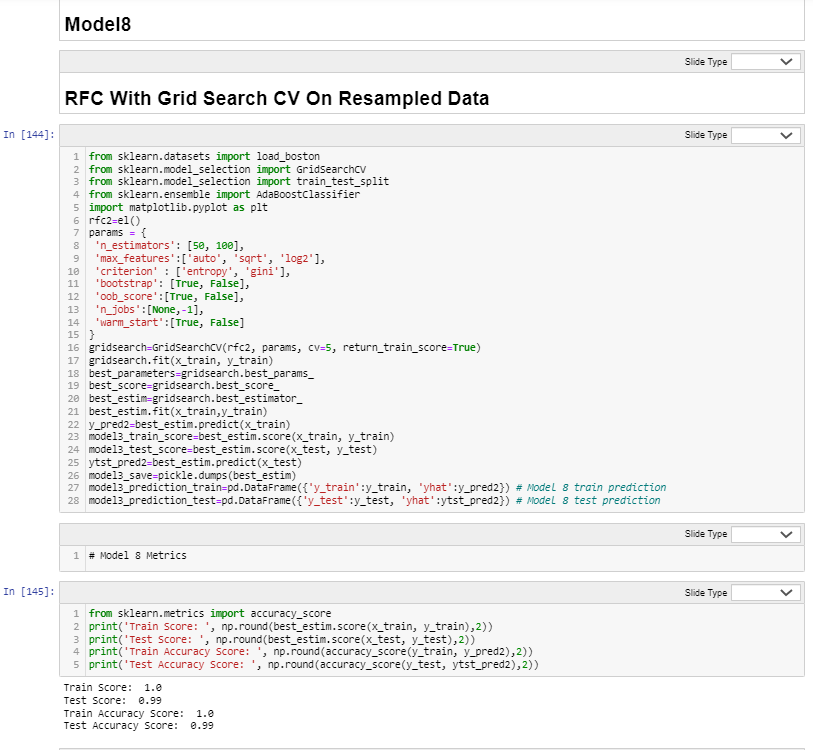 Model8
Slide Type
RFC With Grid Search CV On Resampled Data
In [144]:
Slide Type
1 from sklearn.datasets import load_boston
2 from sklearn.model_selection import GridSearchCV
3 from sklearn.model_selection import train_test_split
4 from sklearn.ensemble import AdaBoostClassifier
5 import matplotlib.pyplot as plt
6 rfc2=el()
7 params = {
8 'n_estimators': [50, 100],
9 'max_features':['auto', 'sqrt', 'log2'],
10 'criterion' : ['entropy', 'gini'],
11 'bootstrap': [True, False],
12 'oob_score':[True, False],
13 'n_jobs':[None,-1],
14 'warm_start':[True, False]
15 }
16 gridsearch=GridSearchCV(rfc2, params, cv=5, return_train_score=True)
17 gridsearch.fit(x_train, y_train)
18 best_parameters=gridsearch.best_params_
19 best_score=gridsearch.best_score_
20 best_estim=gridsearch.best_estimator_
21 best_estim.fit(x_train,y_train)
22 y_pred2=best_estim.predict(x_train)
23 model3_train_score=best_estim.score(x_train, y_train)
24 model3_test_score=best_estim.score(x_test, y_test)
25 ytst_pred2=best_estim.predict(x_test)
26 model3_save=pickle.dumps(best_estim)
27 model3_prediction_train=pd.DataFrame({'y_train':y_train, 'yhat':y_pred2}) # Model 8 train prediction
28 model3_prediction_test=pd.DataFrame({'y_test':y_test, 'yhat':ytst_pred2}) # Model 8 test prediction
Slide Type
1 # Model 8 Metrics
In [145]:
Slide Type
1 from sklearn.metrics import accuracy_score
2 print('Train Score: ', np.round(best_estim.score(x_train, y_train),2))
3 print('Test Score: ', np.round(best_estim.score(x_test, y_test),2))
4 print('Train Accuracy Score: ', np.round(accuracy_score(y_train, y_pred2),2))
5 print('Test Accuracy Score: ', np.round(accuracy_score(y_test, ytst_pred2),2))
Train Score:  1.0
Test Score:  0.99
Train Accuracy Score:  1.0
Test Accuracy Score:  0.99